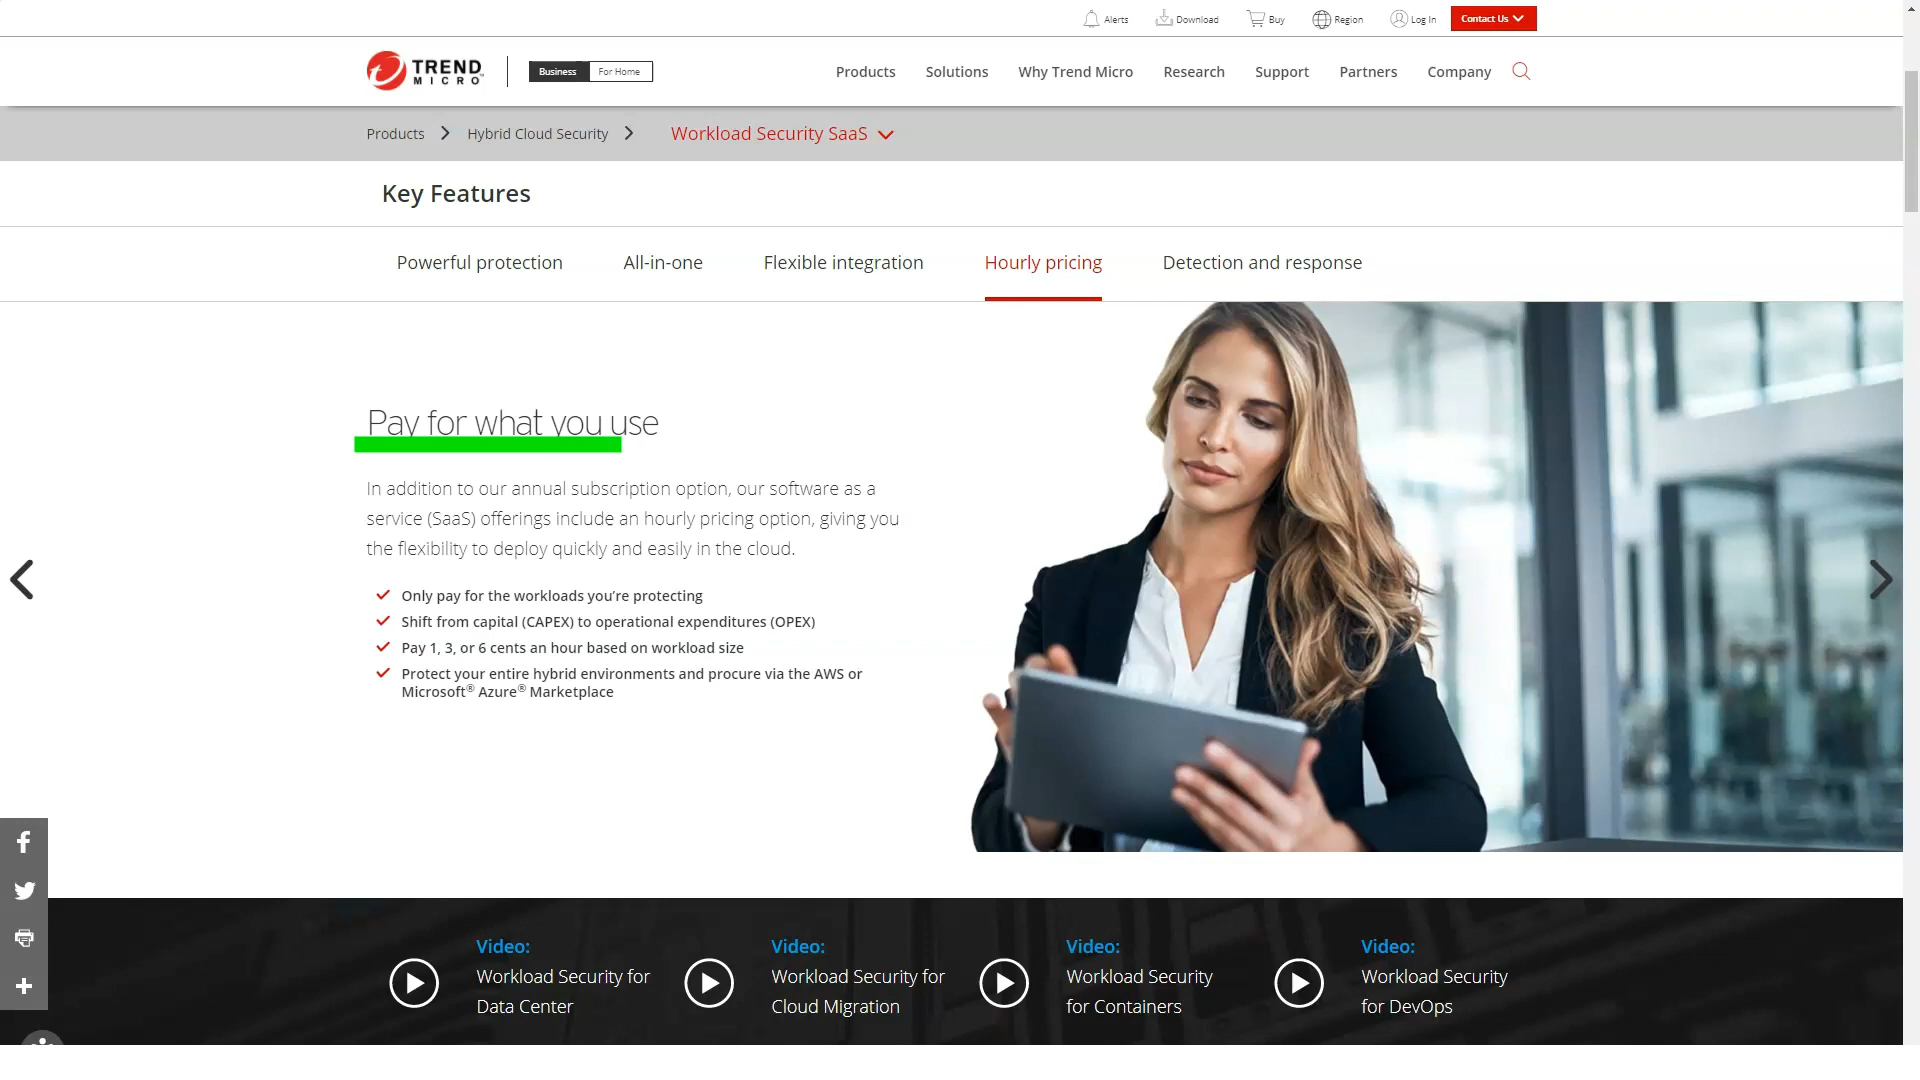 Alerts Download Buy Region Log In Contact Us
TREND MICRO Business For Home Products Solutions Why Trend Micro Research Support Partners Company
Products Hybrid Cloud Security Workload Security SaaS
Key Features
Powerful protection All-in-one Flexible integration Hourly pricing Detection and response
Pay for what you use
In addition to our annual subscription option, our software as a
service (SaaS) offerings include an hourly pricing option, giving you
the flexibility to deploy quickly and easily in the cloud.
Only pay for the workloads you’re protecting
Shift from capital (CAPEX) to operational expenditures (OPEX)
Pay 1, 3, or 6 cents an hour based on workload size
Protect your entire hybrid environments and procure via the AWS or
Microsoft® Azure® Marketplace
Video:
Workload Security for
Data Center
Video:
Workload Security for
Cloud Migration
Video:
Workload Security
for Containers
Video:
Workload Security
for DevOps